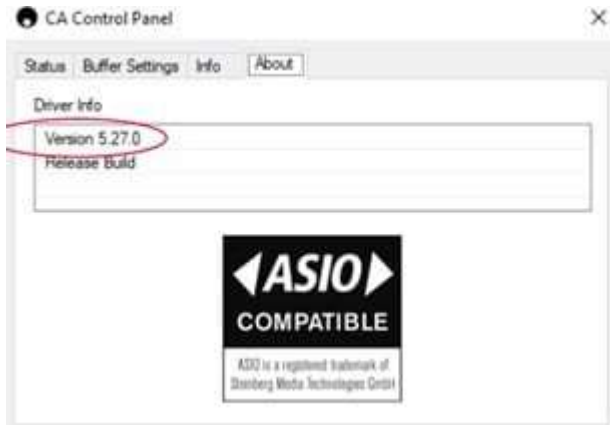 CA Control Panel
Status Buffer Settings Info About
Driver Info
Version 5.27.0
Release Build
ASIO
COMPATIBLE
ASIO is a registered trademark of
Steinberg Media Technologies GmbH